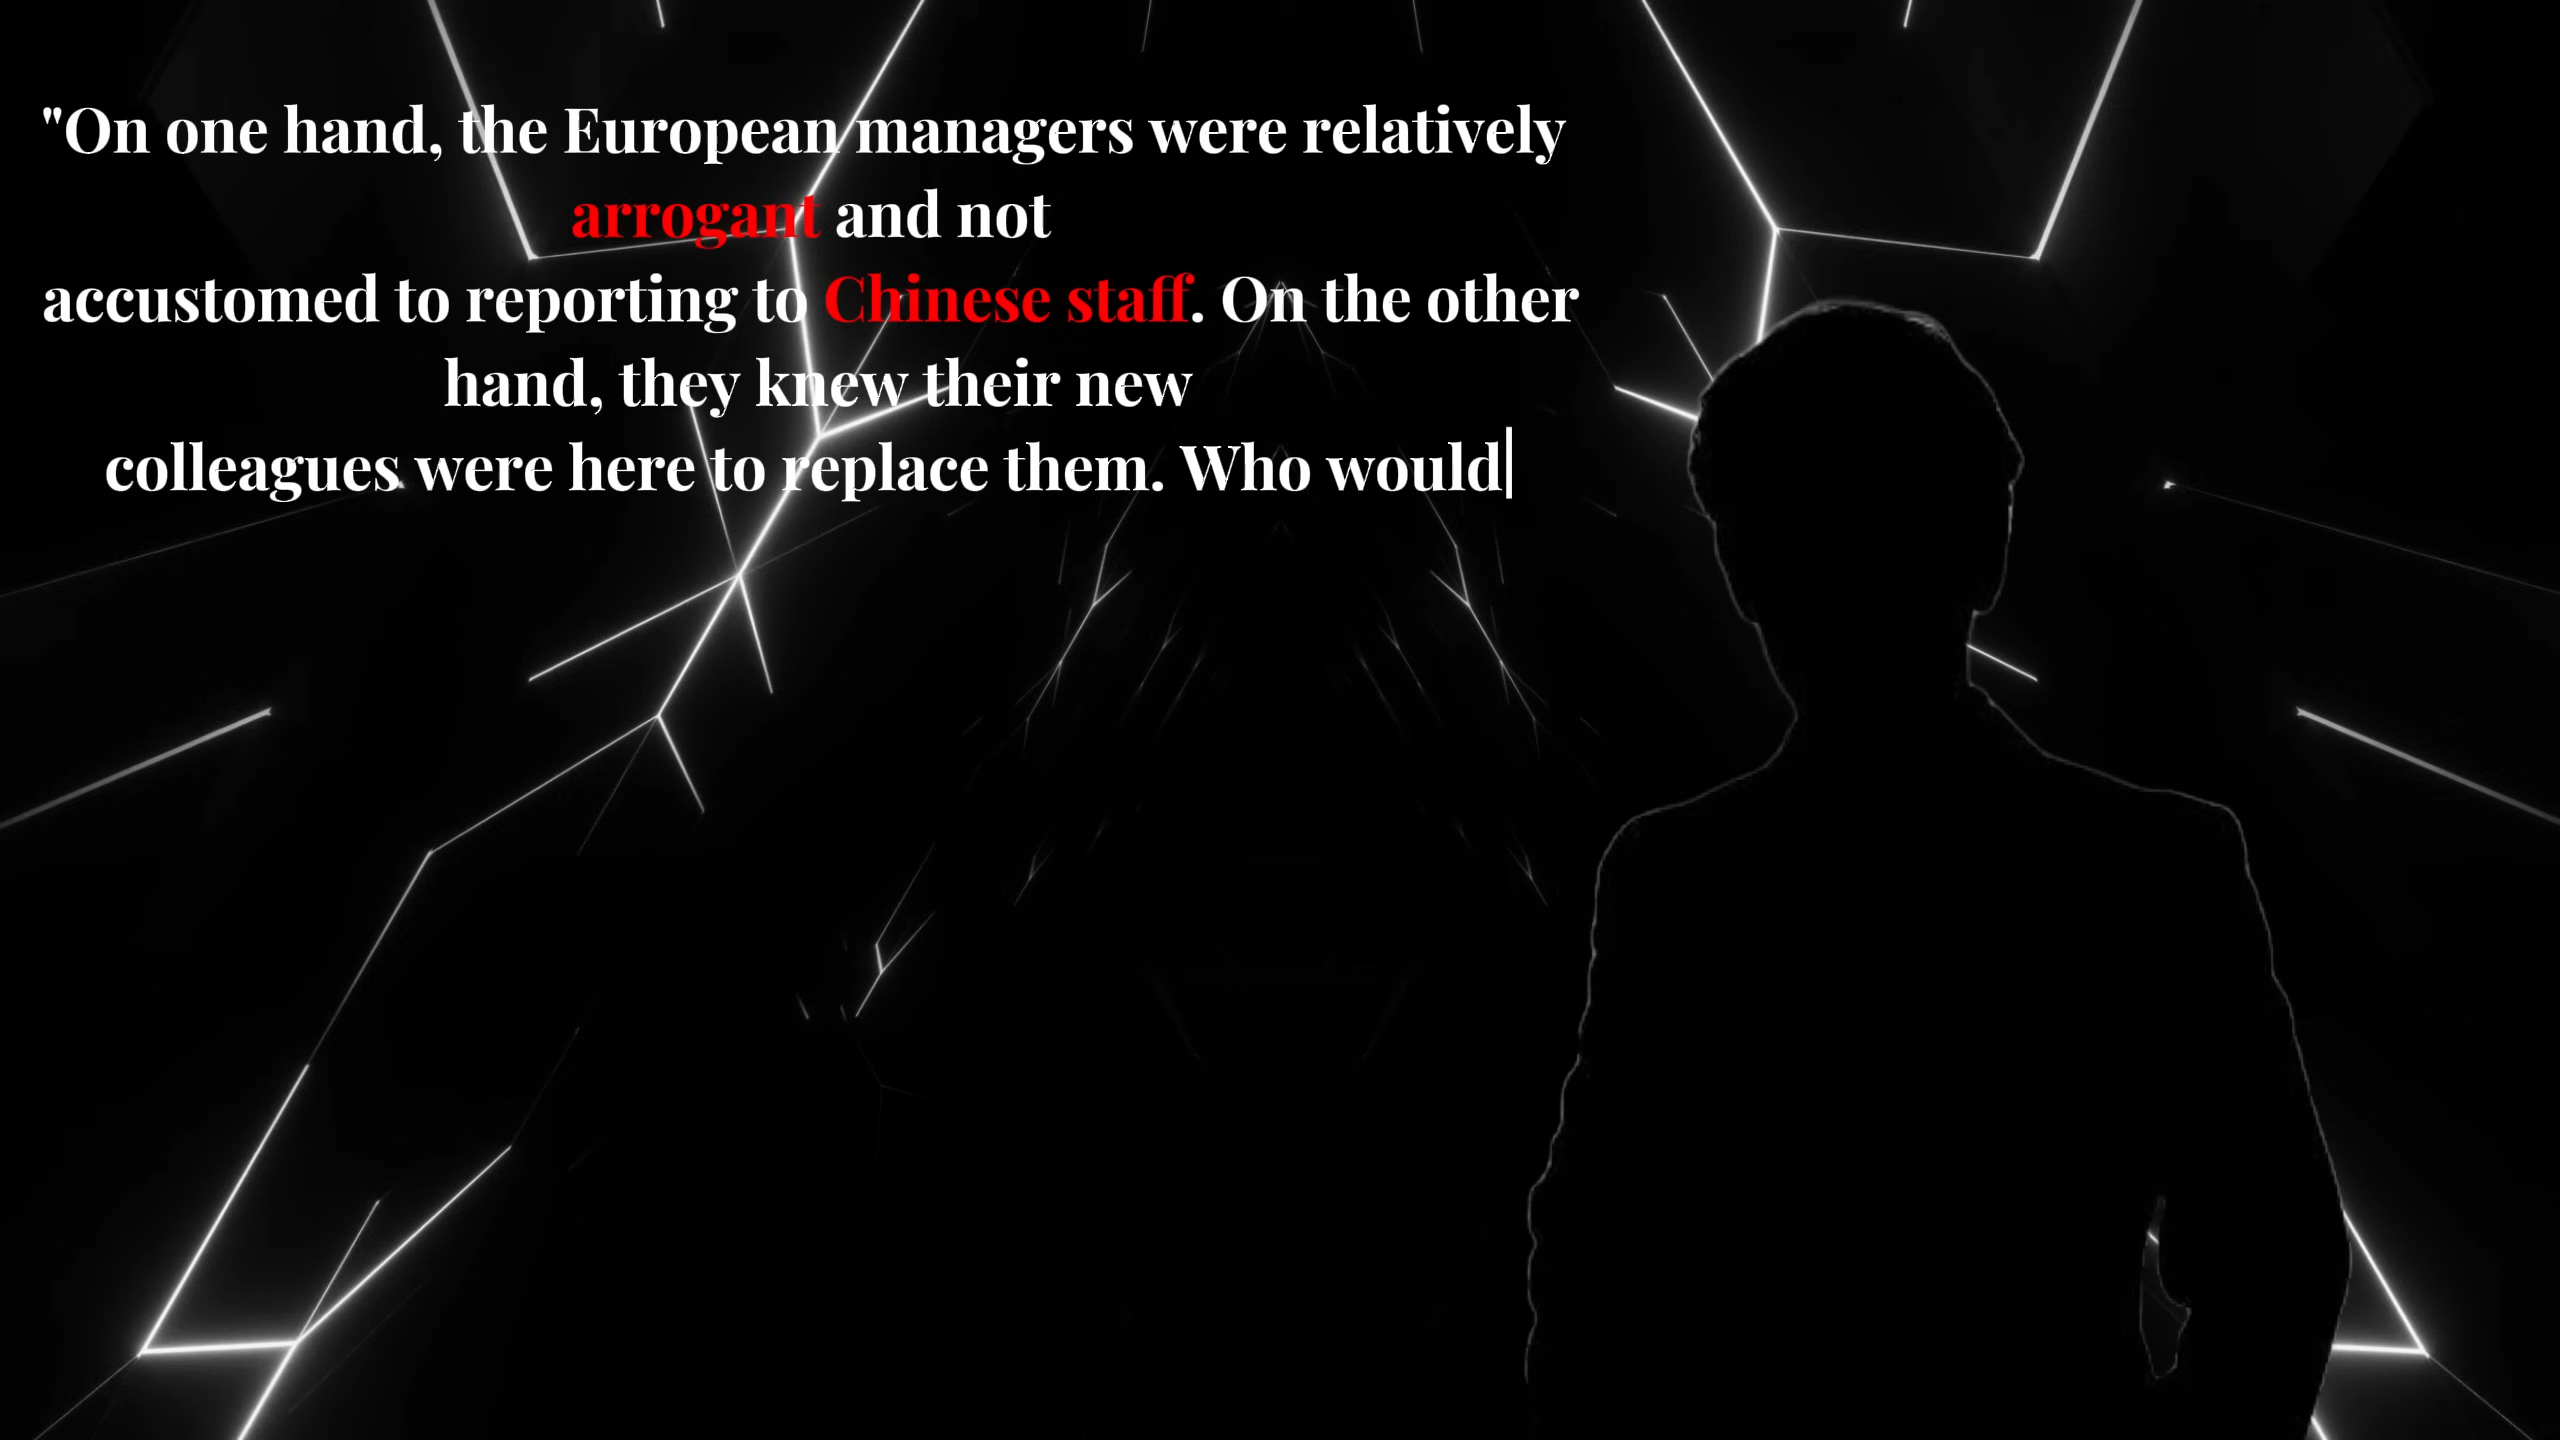 "On one hand, the European managers were relatively
arrogant and not
accustomed to reporting to Chinese staff. On the other
hand, they knew their new
colleagues were here to replace them. Who would